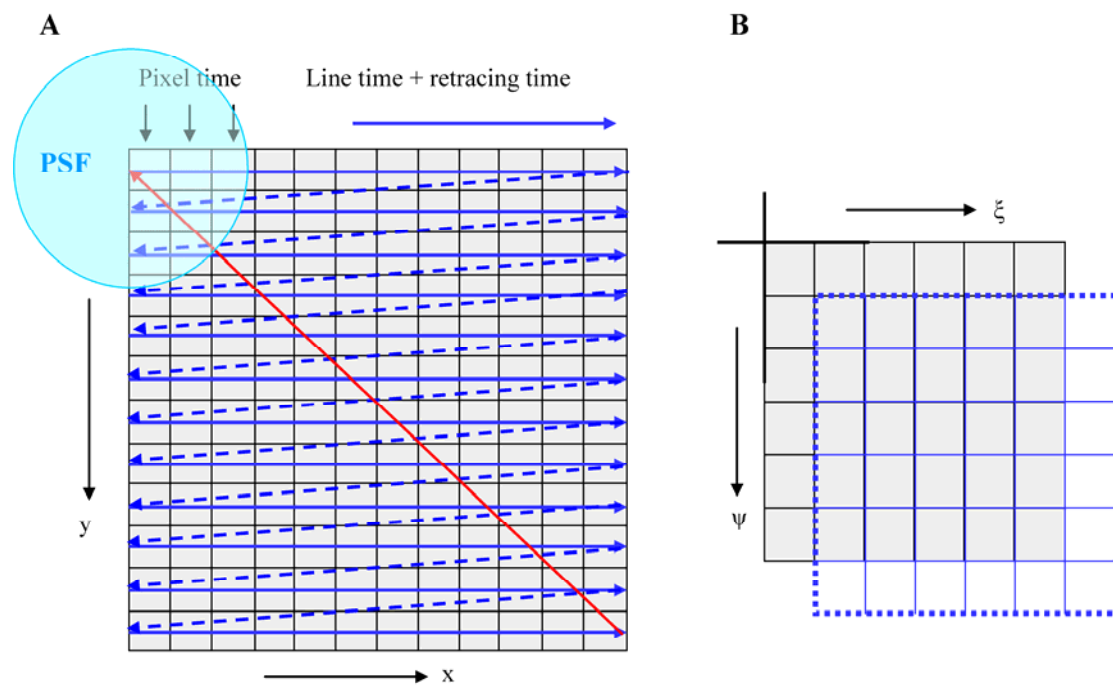 A
B
Pixel time
Line time + retracing time
PSF
ξ
y
ψ
x